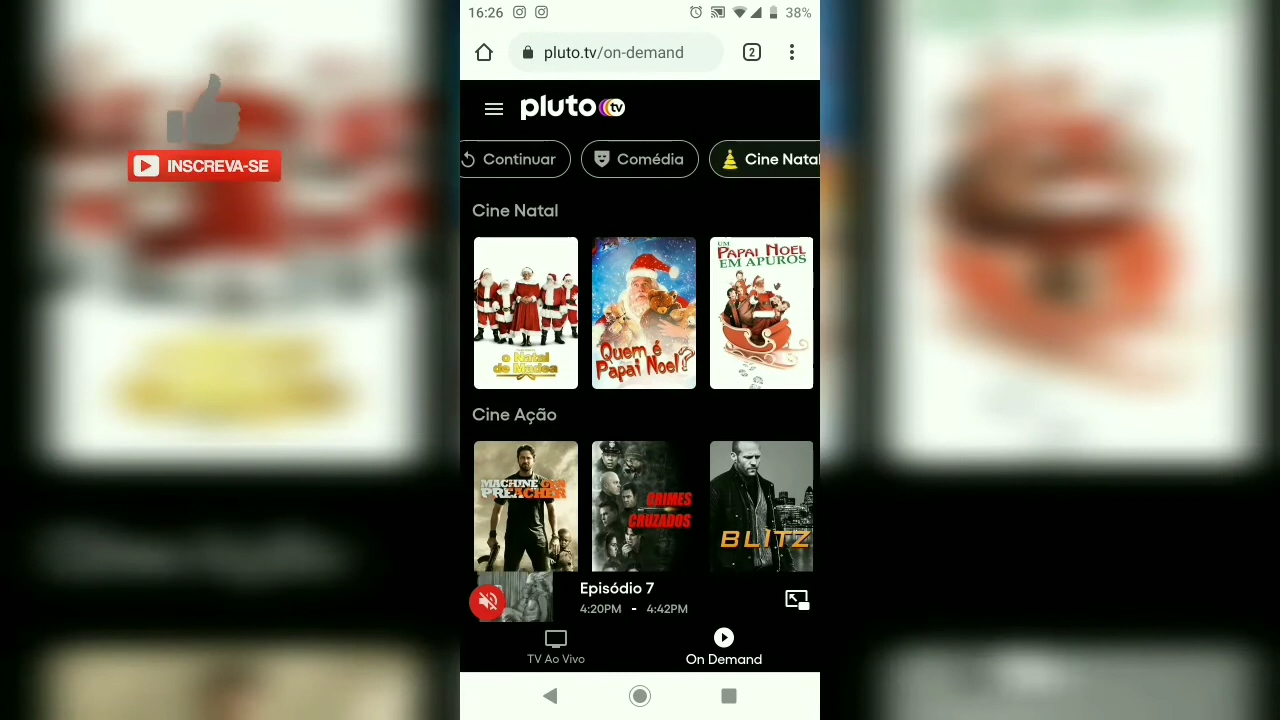 16:26
38%
pluto.tv/on-demand
2
pluto tv
Continuar
Comédia
Cine Natal
INSCREVA-SE
Cine Natal
o Natal
de Madea
Quem é
Papai Noel?
UM
PAPAI NOEL
EM APUROS
Cine Ação
MACHINE GUN
PREACHER
CRIMES
CRUZADOS
BLITZ
Episódio 7
4:20PM - 4:42PM
TV Ao Vivo
On Demand